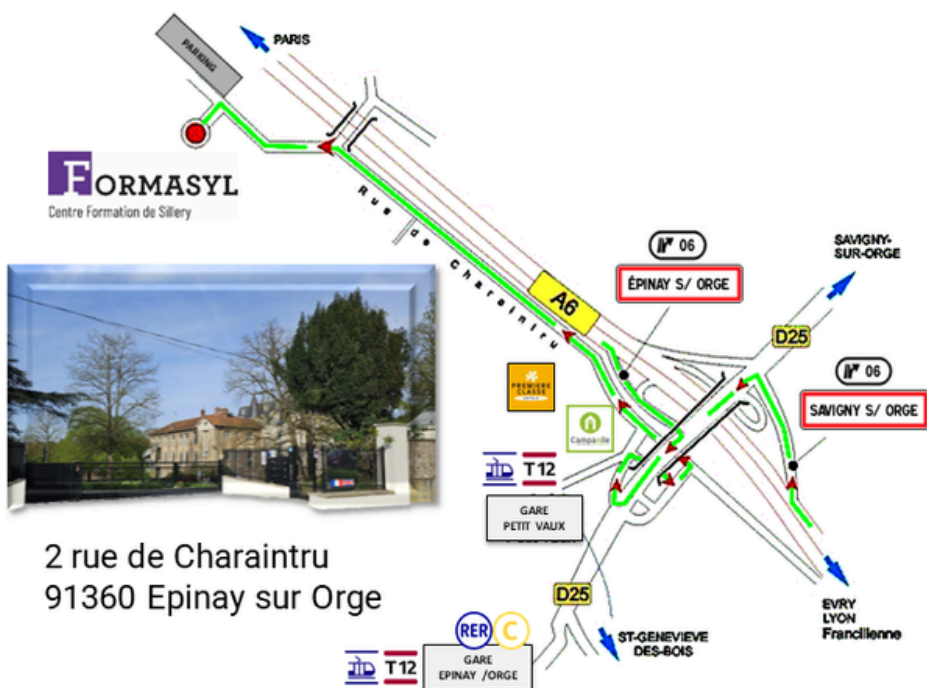 PARKING
PARIS
FORMASYL
Centre Formation de Sillery
Rue de Charaintru
A6
06
ÉPINAY S/ ORGE
SAVIGNY-
SUR-ORGE
D25
06
SAVIGNY S/ ORGE
PREMIERE
CLASSE
Campanile
T12
GARE
PETIT VAUX
2 rue de Charaintru
91360 Epinay sur Orge
D25
EVRY
LYON
Francilienne
RER C
ST-GENEVIEVE
DES-BOIS
T12
GARE
EPINAY /ORGE